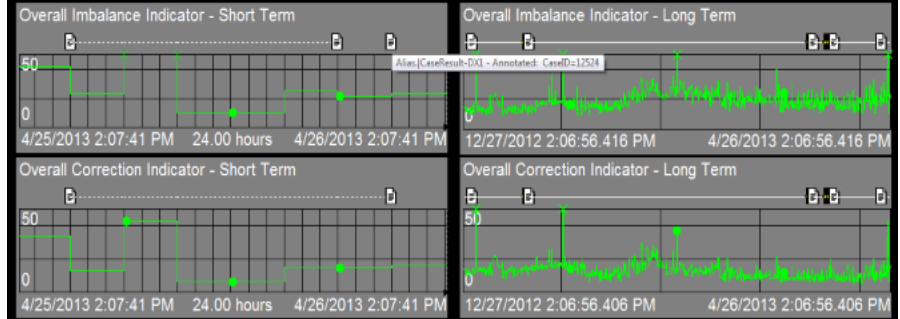 Overall Imbalance Indicator - Short Term
Overall Imbalance Indicator - Long Term
Alias.|CaseResult-DX1 - Annotated: CaseID=12524
50
0
0
4/25/2013 2:07:41 PM 24.00 hours 4/26/2013 2:07:41 PM
12/27/2012 2:06:56.416 PM 4/26/2013 2:06:56.416 PM
Overall Correction Indicator - Short Term
Overall Correction Indicator - Long Term
50
50
0
0
4/25/2013 2:07:41 PM 24.00 hours 4/26/2013 2:07:41 PM
12/27/2012 2:06:56.406 PM 4/26/2013 2:06:56.406 PM